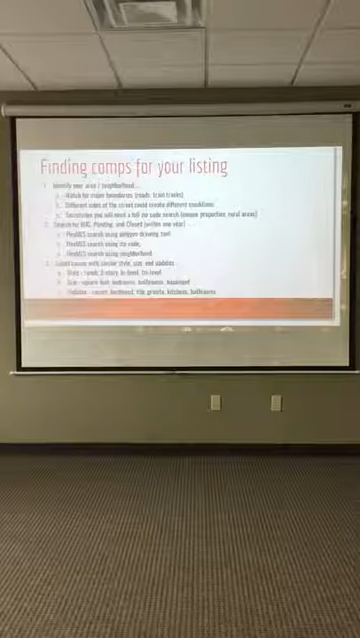 Finding comps for your listing
1. Identify your area / neighborhood...
a. Watch for major boundaries (roads, train tracks)
b. Different sides of the street could create different conditions
c. Sometimes you will need a full zip code search (unique properties, rural areas)
2. Search for Pending, and Closed (within one year)
a. FlexMLS search using polygon drawing tool
b. FlexMLS search using zip code,
c. FlexMLS search using neighborhood
3. Select homes with similar style, size, and updates
a. Style - ranch, 2 story, bi-level, tri-level
b. Size - square feet, bedrooms, bathrooms, basement
c. Updates - carpet, hardwood, tile, granite, kitchens, bathrooms